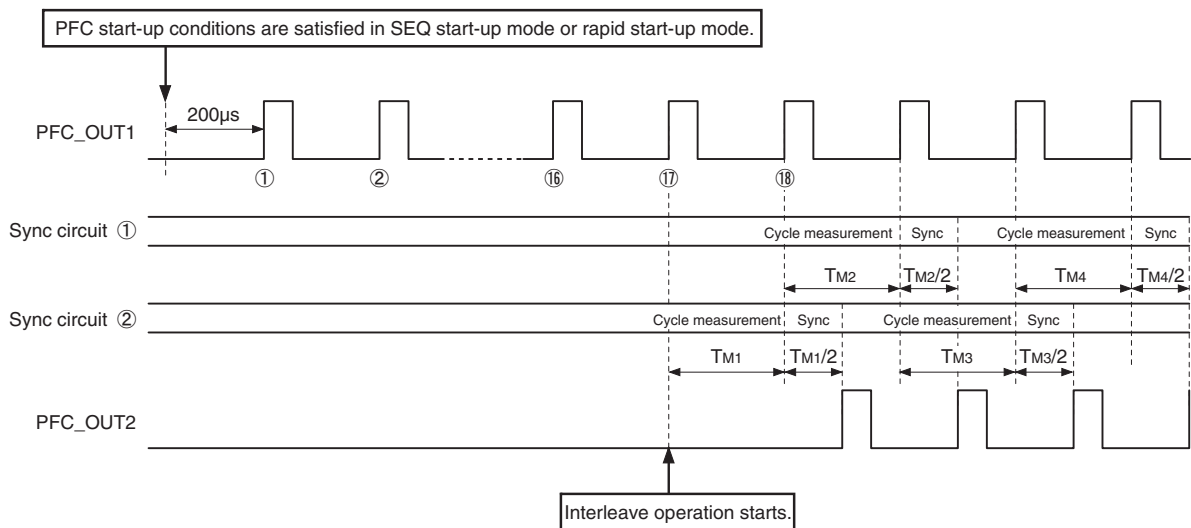 PFC start-up conditions are satisfied in SEQ start-up mode or rapid start-up mode.
200µs
PFC_OUT1
① ② ⑯ ⑰ ⑱
Sync circuit ①
Cycle measurement Sync Cycle measurement Sync
TM2 TM2/2 TM4 TM4/2
Sync circuit ②
Cycle measurement Sync Cycle measurement Sync
TM1 TM1/2 TM3 TM3/2
PFC_OUT2
Interleave operation starts.